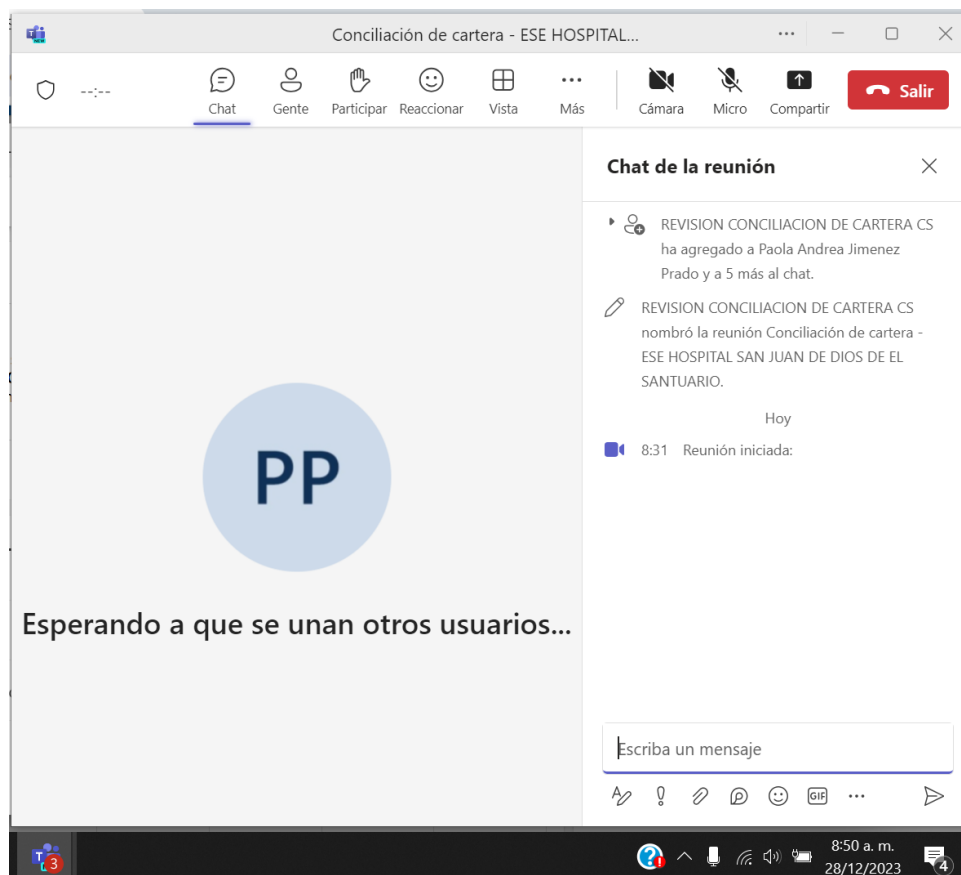 Conciliación de cartera - ESE HOSPITAL...
--:--
Chat
Gente
Participar
Reaccionar
Vista
Más
Cámara
Micro
Compartir
Salir
Chat de la reunión
REVISION CONCILIACION DE CARTERA CS
ha agregado a Paola Andrea Jimenez
Prado y a 5 más al chat.
REVISION CONCILIACION DE CARTERA CS
nombró la reunión Conciliación de cartera -
ESE HOSPITAL SAN JUAN DE DIOS DE EL
SANTUARIO.
Hoy
8:31 Reunión iniciada:
PP
Esperando a que se unan otros usuarios...
Escriba un mensaje
GIF
3
8:50 a. m.
28/12/2023
4